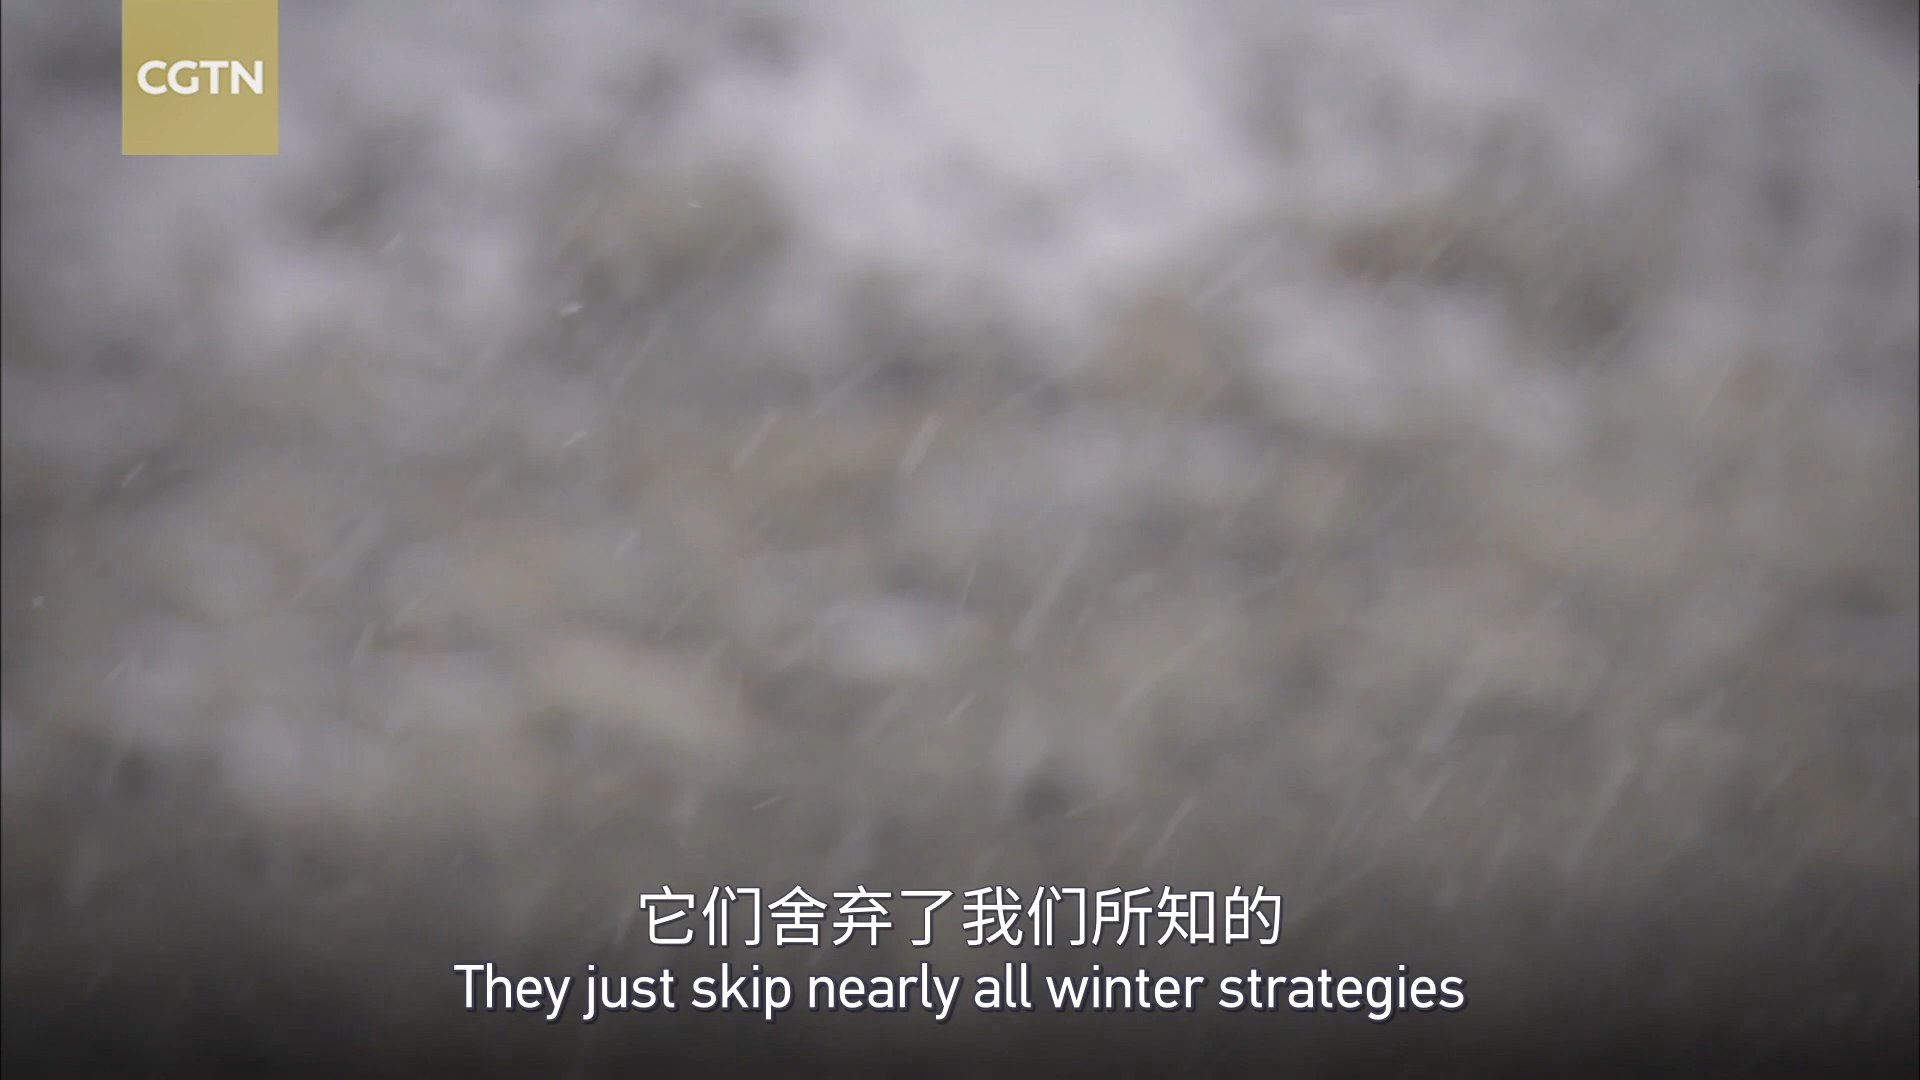 CGTN
它们舍弃了我们所知的
They just skip nearly all winter strategies